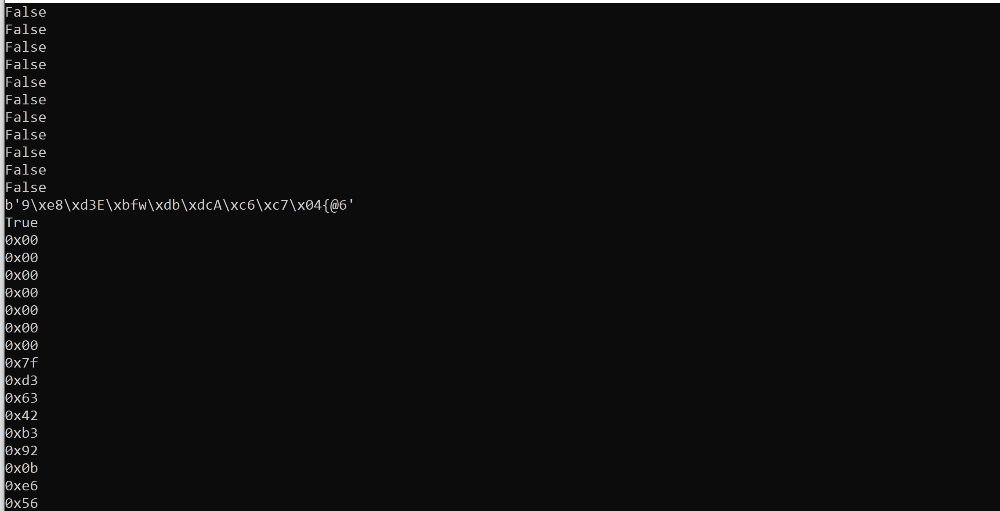 False
False
False
False
False
False
False
False
False
False
False
b'9\xe8\xd3E\xbfw\xdb\xdcA\xc6\xc7\x04{@6'
True
0x00
0x00
0x00
0x00
0x00
0x00
0x00
0x7f
0xd3
0x63
0x42
0xb3
0x92
0x0b
0xe6
0x56